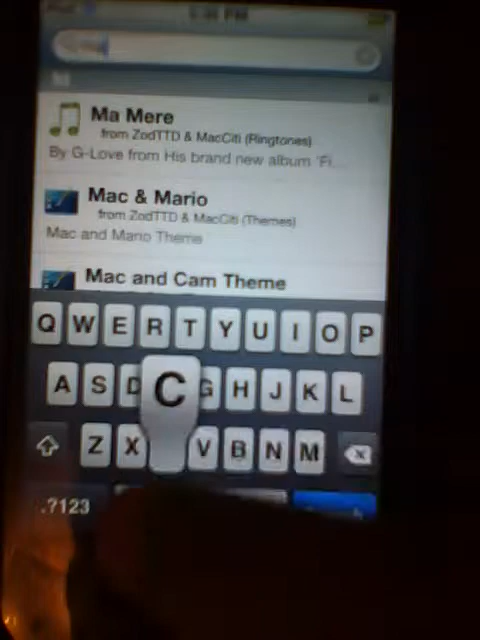 Ma Mere
from ZodTTD & MacCiti (Ringtones)
By G-Love from His brand new album 'Fi...
Mac & Mario
from ZodTTD & MacCiti (Themes)
Mac and Mario Theme
Mac and Cam Theme
Q W E R T Y U I O P
A S D C G H J K L
Z X V B N M
.?123